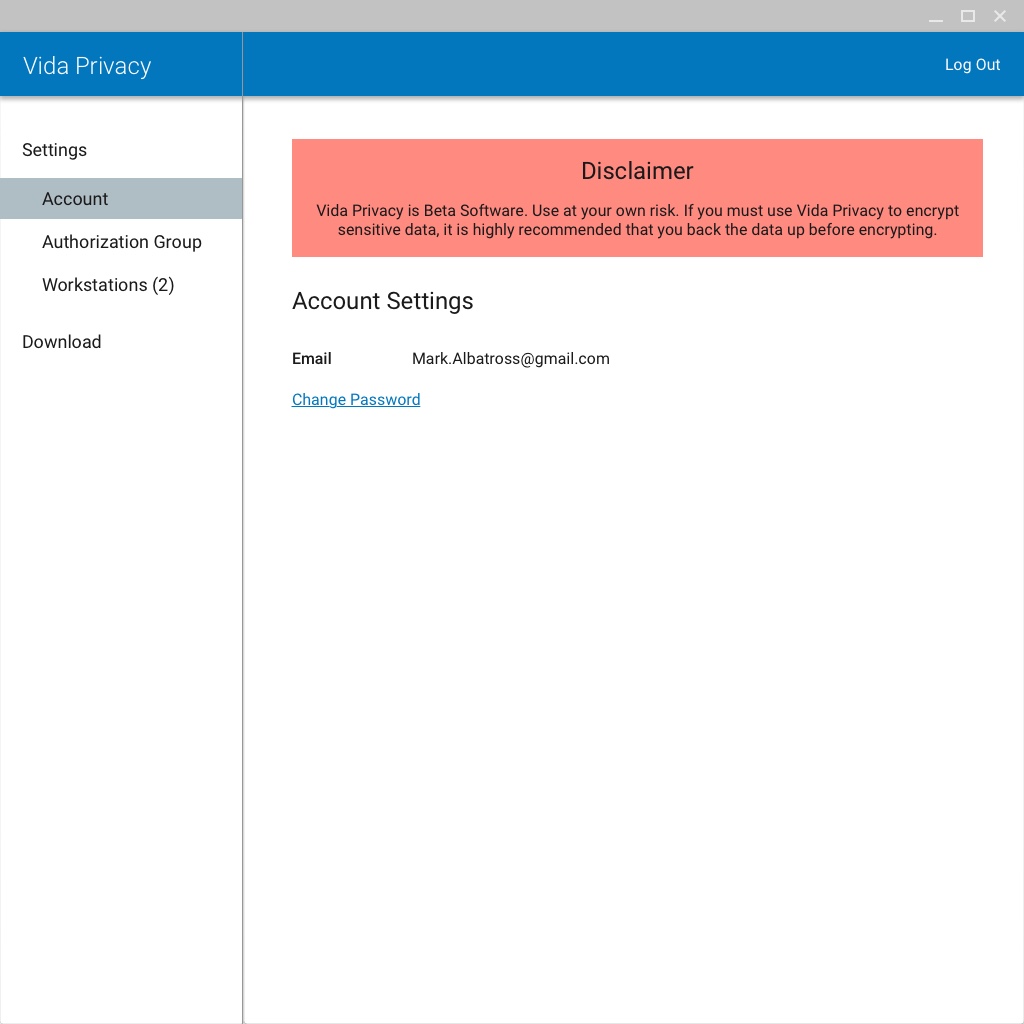 Vida Privacy
Log Out
Settings
Account
Authorization Group
Workstations (2)
Download
Disclaimer
Vida Privacy is Beta Software. Use at your own risk. If you must use Vida Privacy to encrypt
sensitive data, it is highly recommended that you back the data up before encrypting.
Account Settings
Email Mark.Albatross@gmail.com
Change Password